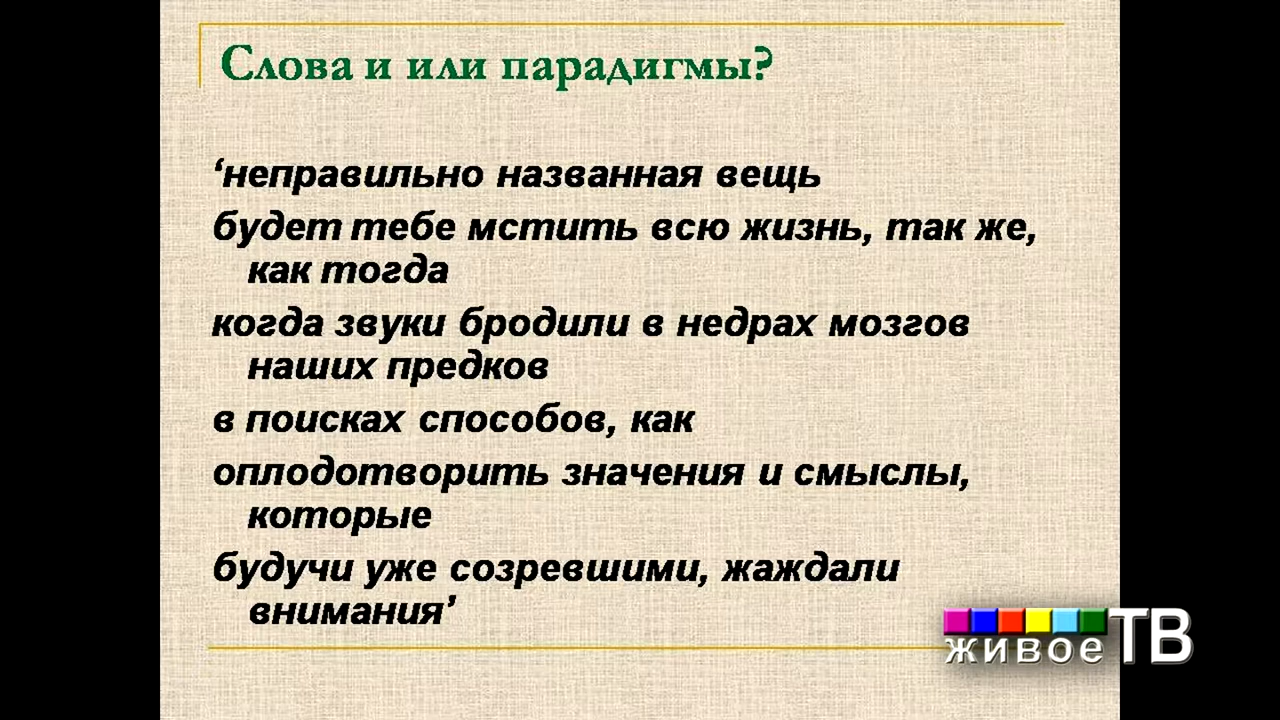 Слова и или парадигмы?
‘неправильно названная вещь
будет тебе мстить всю жизнь, так же,
как тогда
когда звуки бродили в недрах мозгов
наших предков
в поисках способов, как
оплодотворить значения и смыслы,
которые
будучи уже созревшими, жаждали
внимания’
живоеТВ